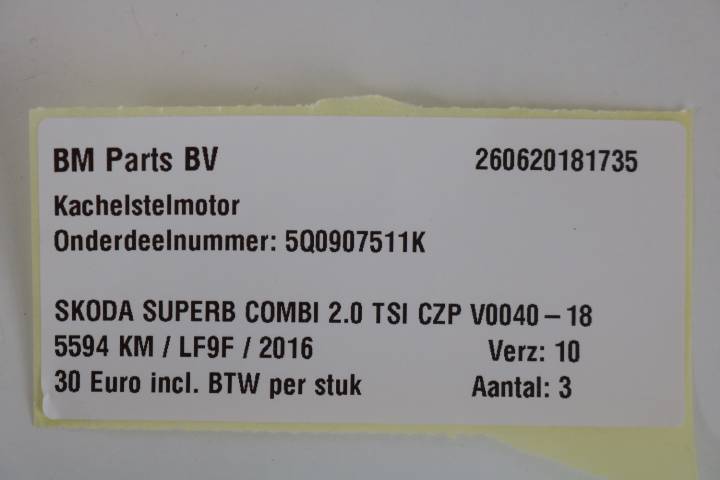 BM Parts BV 260620181735
Kachelstelmotor
Onderdeelnummer: 5Q0907511K
SKODA SUPERB COMBI 2.0 TSI CZP V0040-18
5594 KM / LF9F / 2016 Verz: 10
30 Euro incl. BTW per stuk Aantal: 3